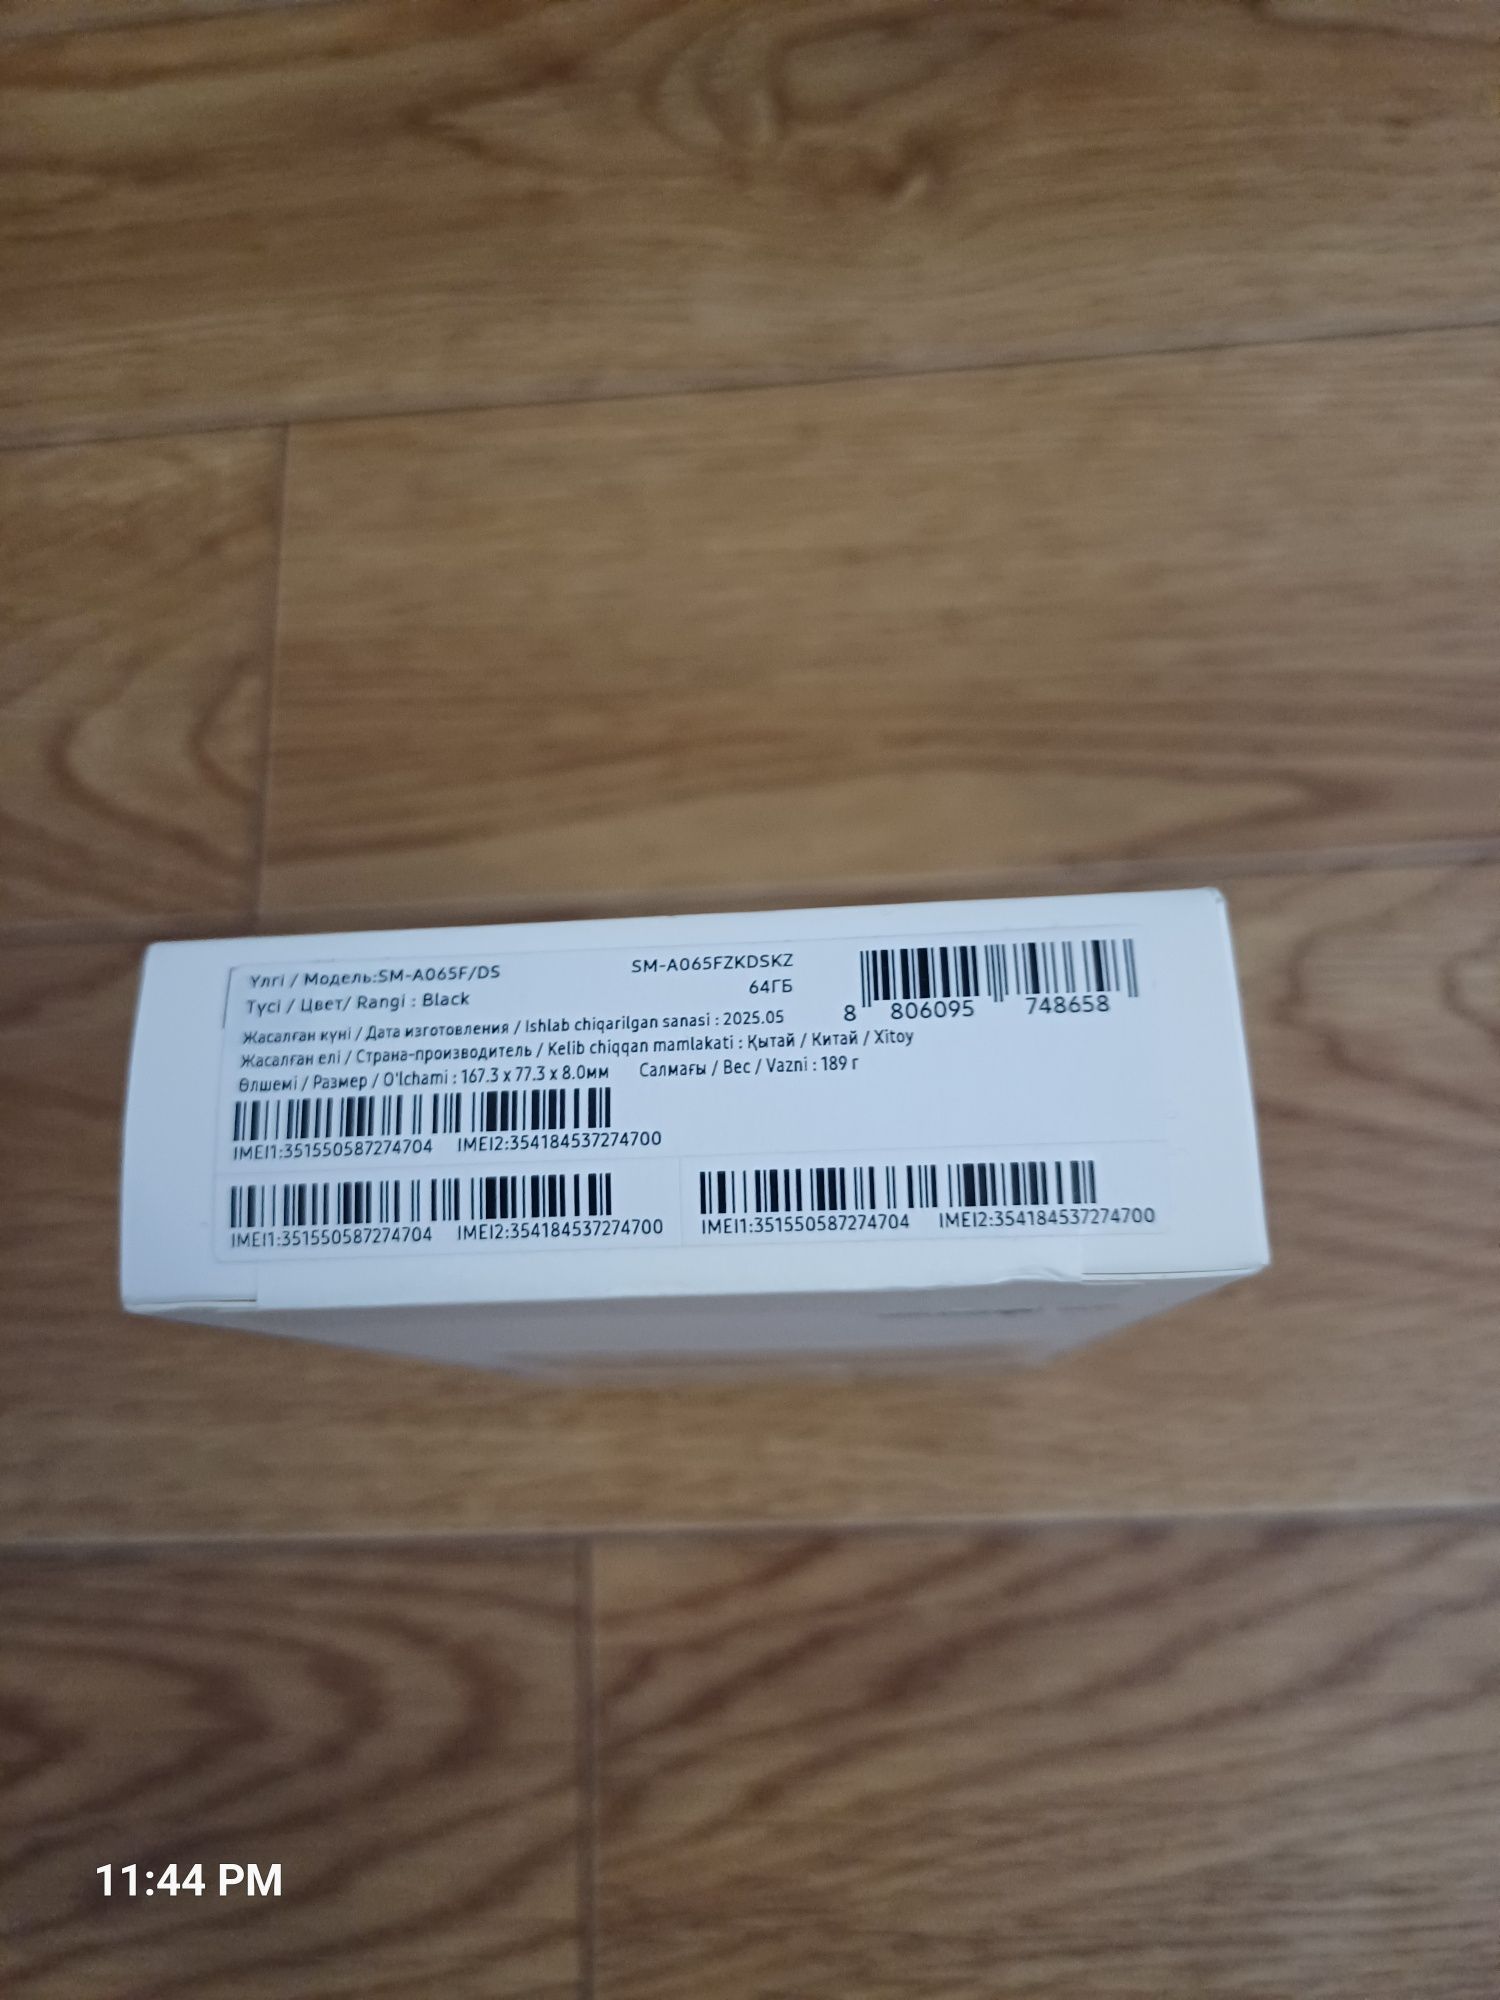 Үлгі / Модель:SM-A065F/DS
SM-A065FZKDSKZ
Түсі / Цвет/ Rangi : Black
64ГБ
8 806095 748658
Жасалған күні / Дата изготовления / Ishlab chiqarilgan sanasi : 2025.05
Жасалған елі / Страна-производитель / Kelib chiqqan mamlakati : Қытай / Китай / Xitoy
Өлшемі / Размер / O'lchami : 167.3 x 77.3 x 8.0мм Салмағы / Вес / Vazni : 189 г
IMEI1:351550587274704 IMEI2:354184537274700
IMEI1:351550587274704 IMEI2:354184537274700
IMEI1:351550587274704 IMEI2:354184537274700
11:44 PM